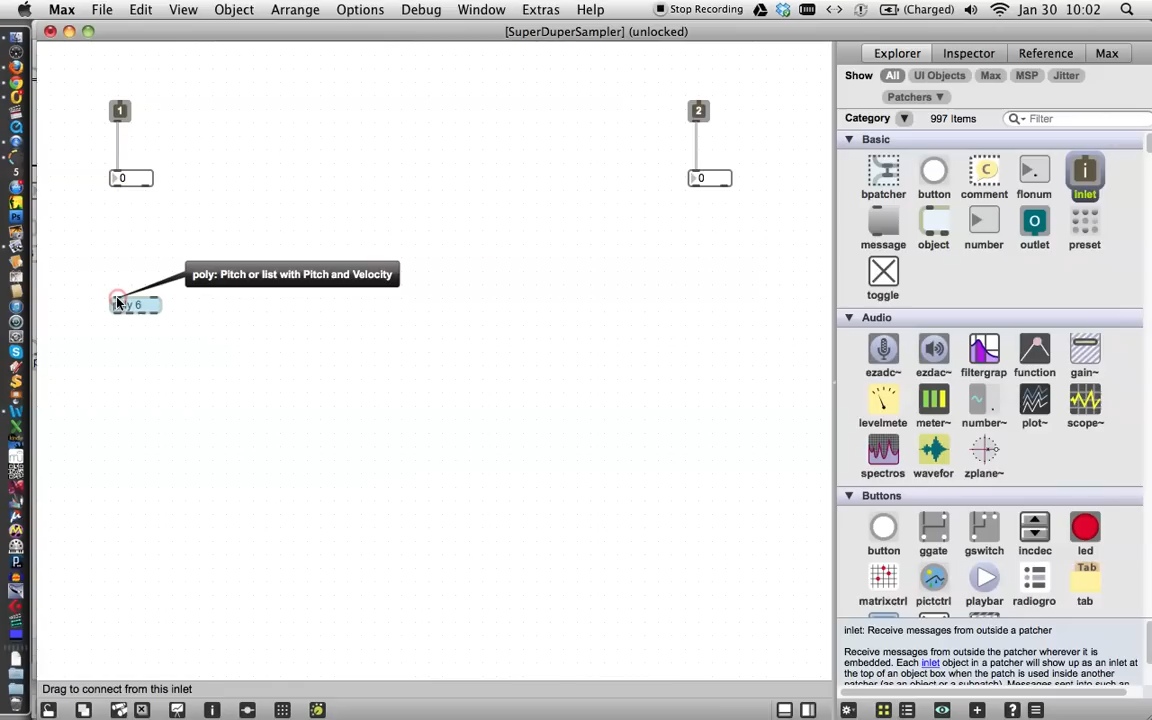 Max File Edit View Object Arrange Options Debug Window Extras Help Stop Recording (Charged) Jan 30 10:02
[SuperDuperSampler] (unlocked)
Explorer Inspector Reference Max
Show All UI Objects Max MSP Jitter
Patchers ▼
Category ▼ 997 Items Filter
1 2
0 0
poly: Pitch or list with Pitch and Velocity
6
Basic
bpatcher button comment flonum inlet
message object number outlet preset
toggle
Audio
ezadc~ ezdac~ filtergrap function gain~
levelmete meter~ number~ plot~ scope~
spectros wavefor zplane~
Buttons
button ggate gswitch incdec led
Tab
matrixctrl pictctrl playbar radiogro tab
inlet: Receive messages from outside a patcher
Receive messages from outside the patcher wherever it is
embedded. Each inlet object in a patcher will show up as an inlet at
the top of an object box when the patch is used inside another
Drag to connect from this inlet